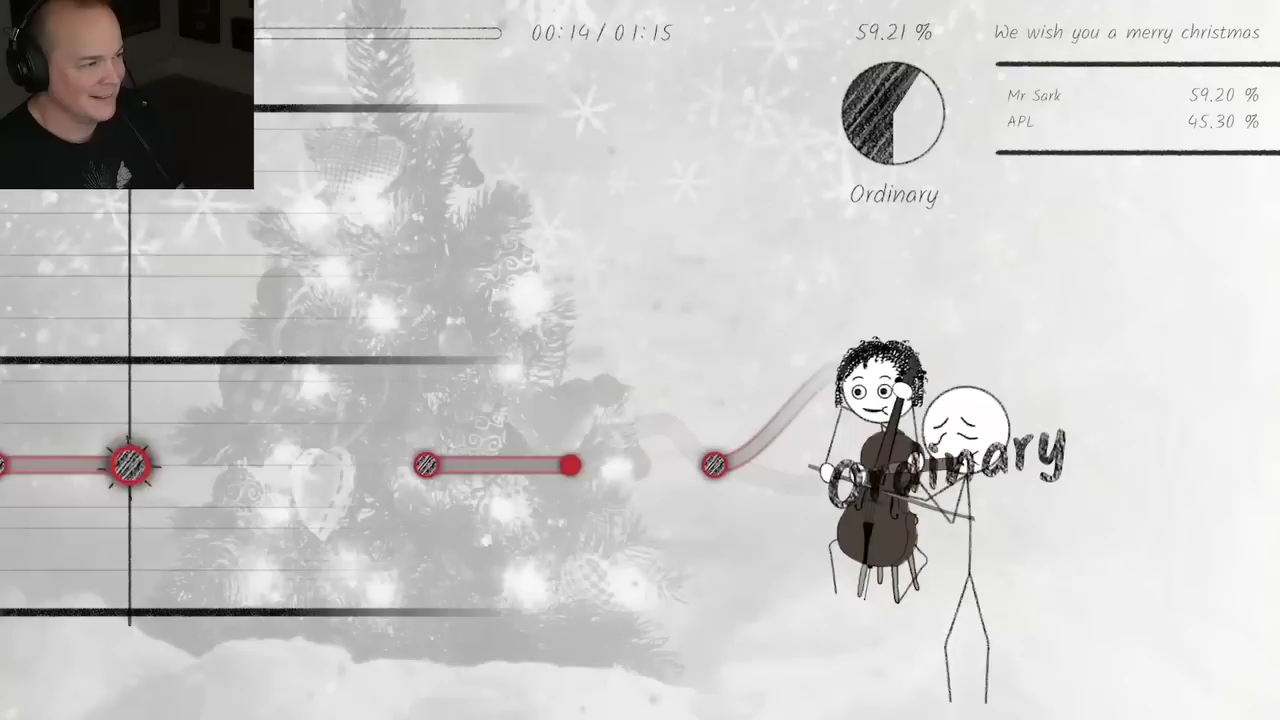 00:14 / 01:15
59.21 %
We wish you a merry christmas
Mr Sark 59.20 %
APL 45.30 %
Ordinary
Ordinary